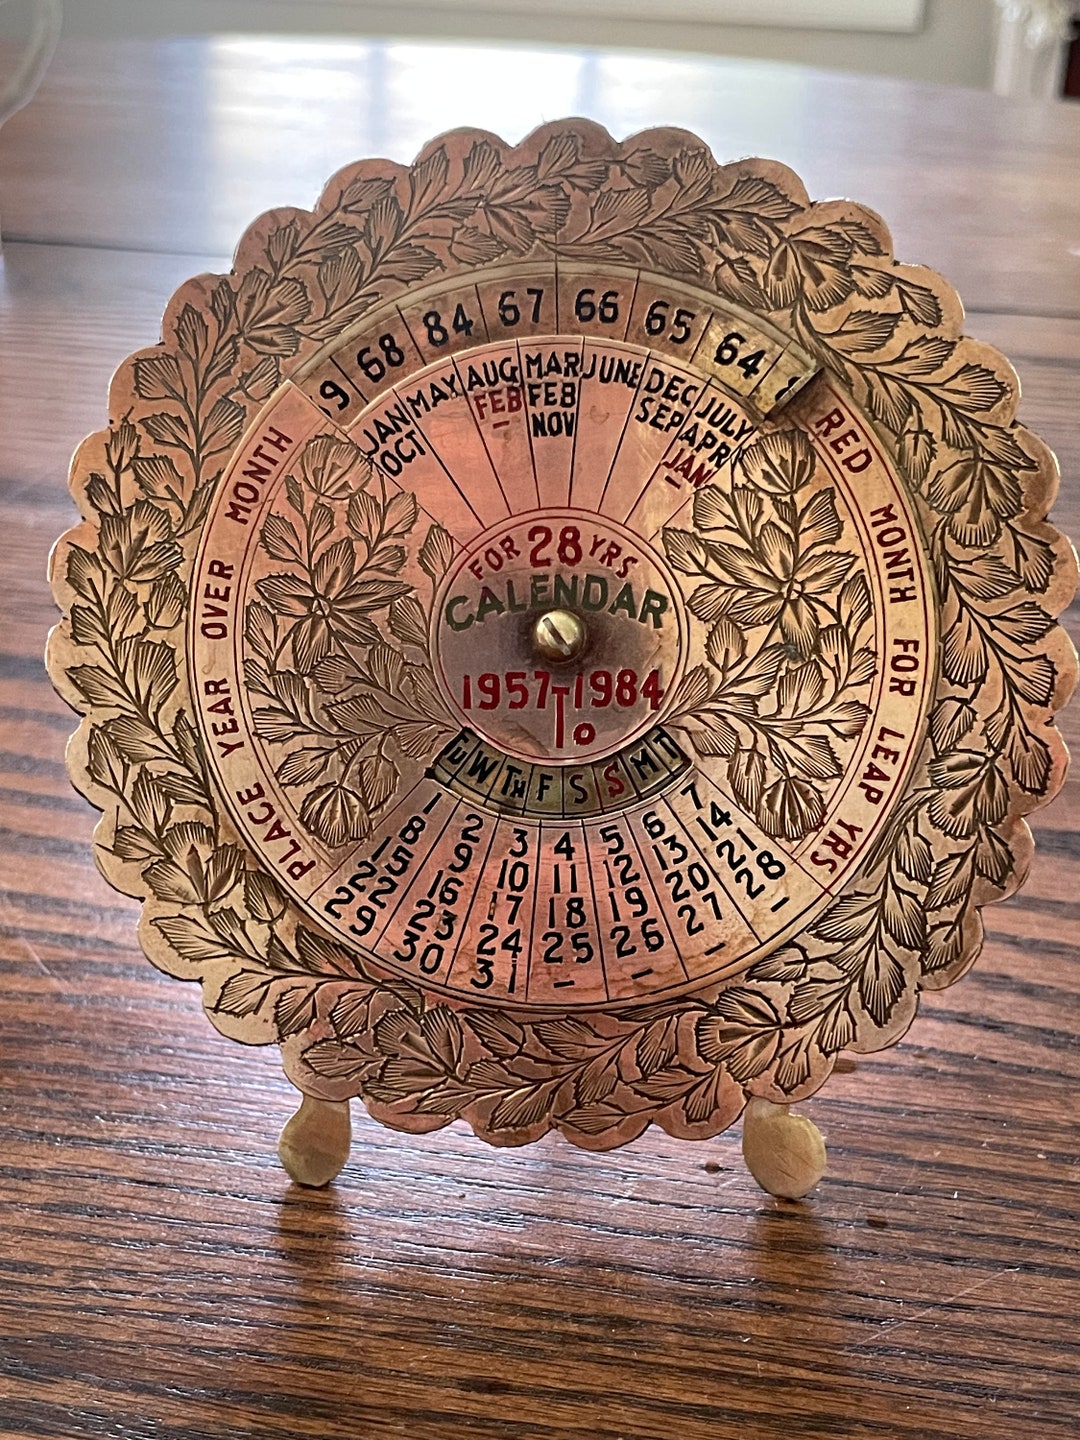 68 84 67 66 65 64
JAN MAY AUG MAR JUNE DEC JULY
OCT FEB FEB SEP APR
NOV JAN
PLACE YEAR OVER MONTH
RED MONTH FOR LEAP YRS
FOR 28 YRS
CALENDAR
1957 To 1984
W TH F S S M T
1 2 3 4 5 6 7
8 9 10 11 12 13 14
15 16 17 18 19 20 21
22 23 24 25 26 27 28
29 30 31 - - - -